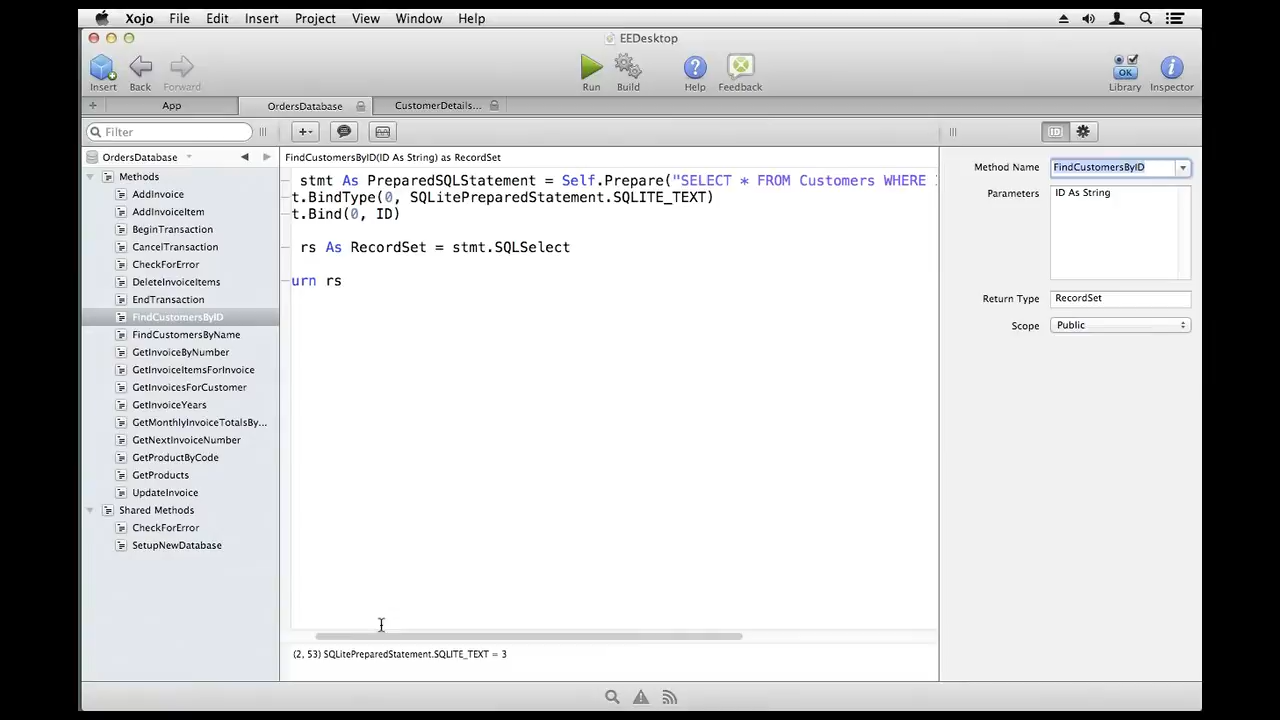 Xojo File Edit Insert Project View Window Help
EEDesktop
Insert Back Forward Run Build Help Feedback OK Library Inspector
App OrdersDatabase CustomerDetails...
Filter
OrdersDatabase
FindCustomersByID(ID As String) as RecordSet
Methods
AddInvoice
AddInvoiceItem
BeginTransaction
CancelTransaction
CheckForError
DeleteInvoiceItems
EndTransaction
FindCustomersByID
FindCustomersByName
GetInvoiceByNumber
GetInvoiceItemsForInvoice
GetInvoicesForCustomer
GetInvoiceYears
GetMonthlyInvoiceTotalsBy...
GetNextInvoiceNumber
GetProductByCode
GetProducts
UpdateInvoice
Shared Methods
CheckForError
SetupNewDatabase
stmt As PreparedSQLStatement = Self.Prepare("SELECT * FROM Customers WHERE
t.BindType(0, SQLitePreparedStatement.SQLITE_TEXT)
t.Bind(0, ID)
rs As RecordSet = stmt.SQLSelect
urn rs
(2, 53) SQLitePreparedStatement.SQLITE_TEXT = 3
ID
Method Name FindCustomersByID
Parameters ID As String
Return Type RecordSet
Scope Public